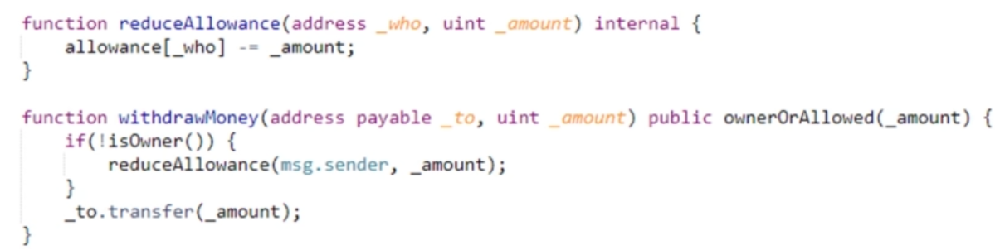 function reduceAllowance(address _who, uint _amount) internal {
    allowance[_who] -= _amount;
}
function withdrawMoney(address payable _to, uint _amount) public ownerOrAllowed(_amount) {
    if(!isOwner()) {
        reduceAllowance(msg.sender, _amount);
    }
    _to.transfer(_amount);
}